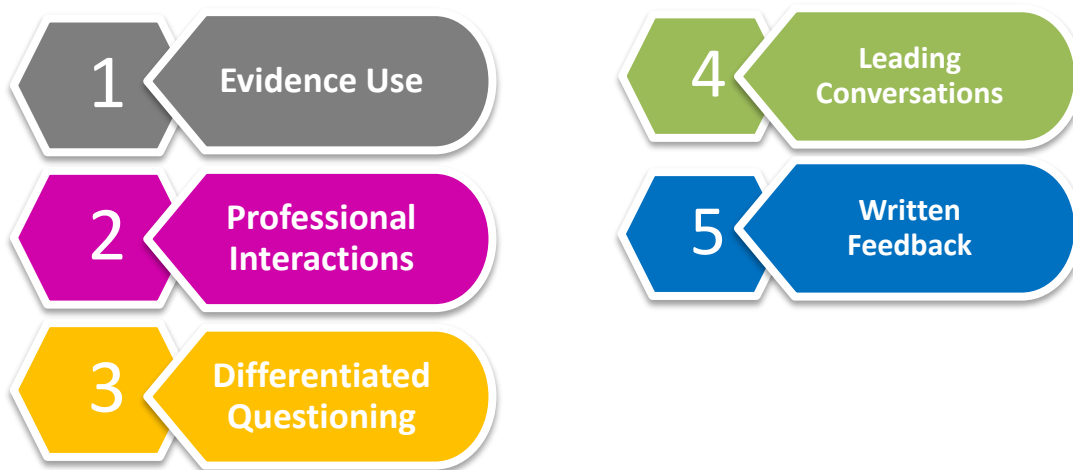 1
Evidence Use
2
Professional
Interactions
3
Differentiated
Questioning
4
Leading
Conversations
5
Written
Feedback